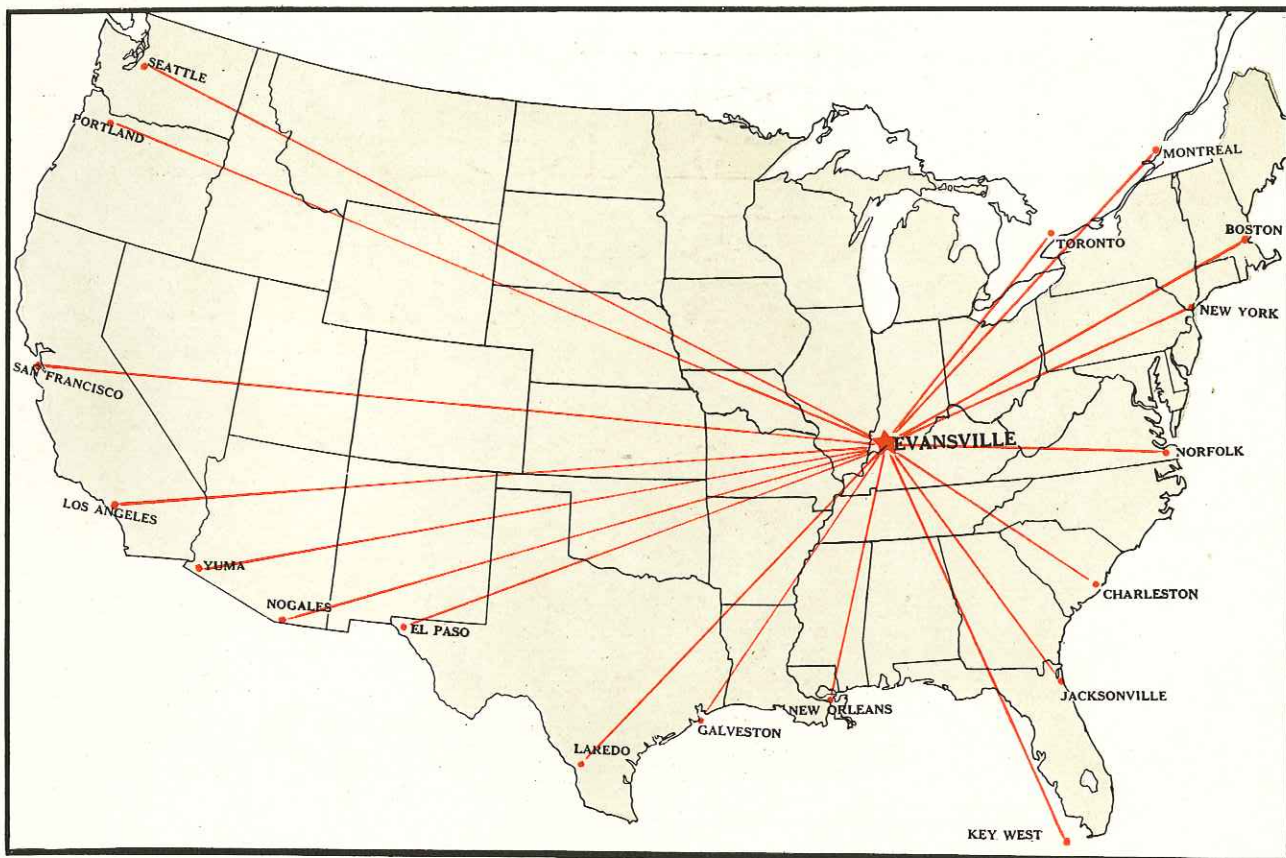 SEATTLE
PORTLAND
MONTREAL
BOSTON
TORONTO
NEW YORK
SAN FRANCISCO
EVANSVILLE
NORFOLK
LOS ANGELES
YUMA
NOGALES
EL PASO
CHARLESTON
JACKSONVILLE
NEW ORLEANS
GALVESTON
LAREDO
KEY WEST